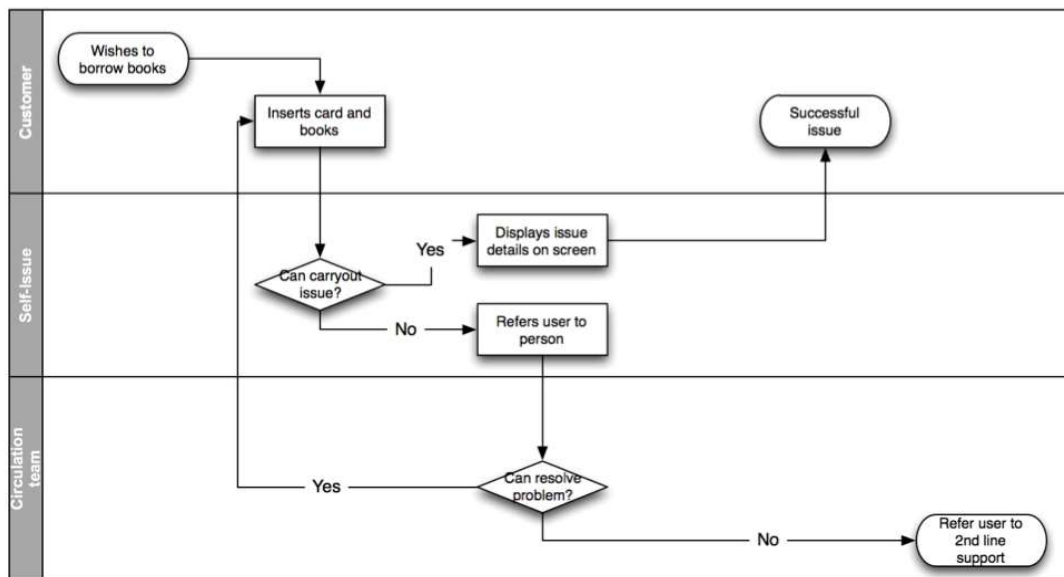 Customer
Wishes to
borrow books
Inserts card and
books
Successful
issue
Self-Issue
Displays issue
details on screen
Yes
Can carryout
issue?
No
Refers user to
person
Circulation
team
Can resolve
problem?
Yes
No
Refer user to
2nd line
support